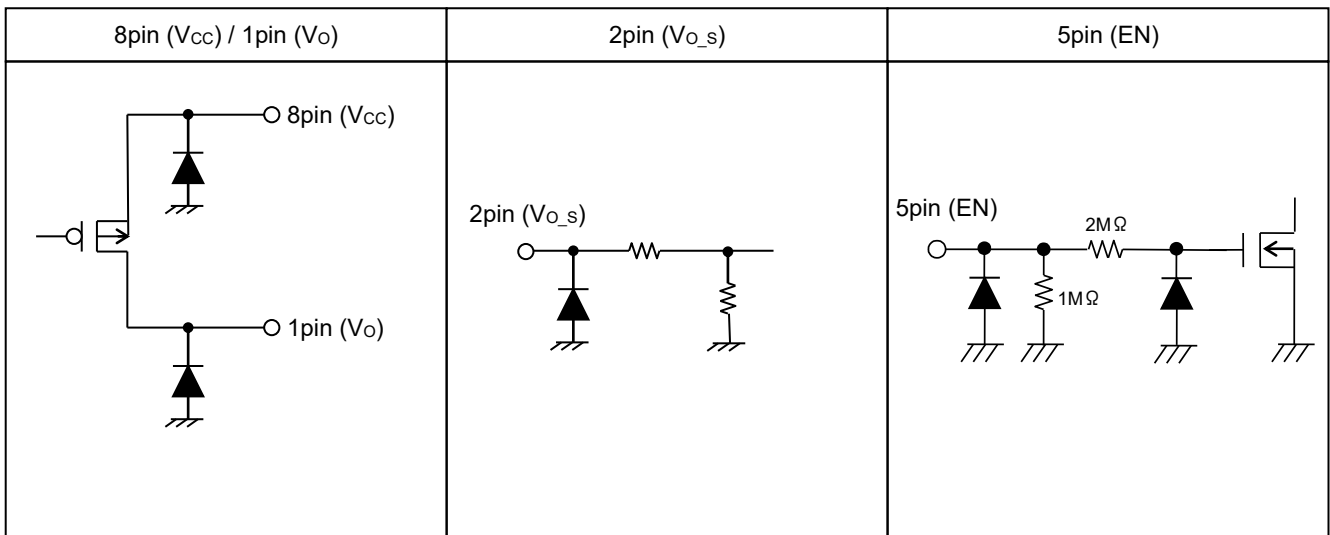 8pin (VCC) / 1pin (VO)
2pin (VO_S)
5pin (EN)
8pin (VCC)
1pin (VO)
2pin (VO_S)
5pin (EN)
2MΩ
1MΩ